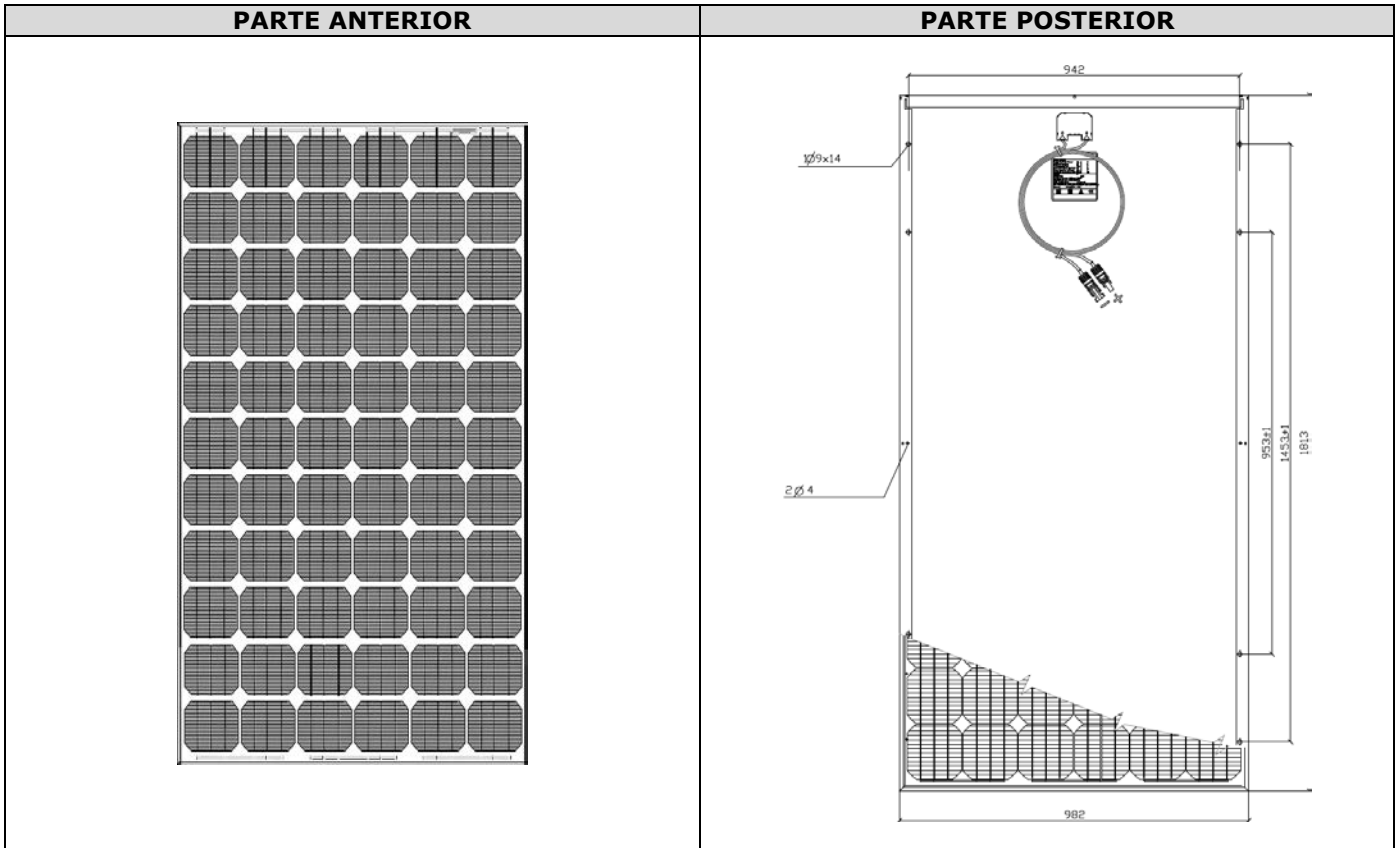 PARTE ANTERIOR
PARTE POSTERIOR
942
1Ø9x14
953±1
1453±1
1813
2Ø4
982